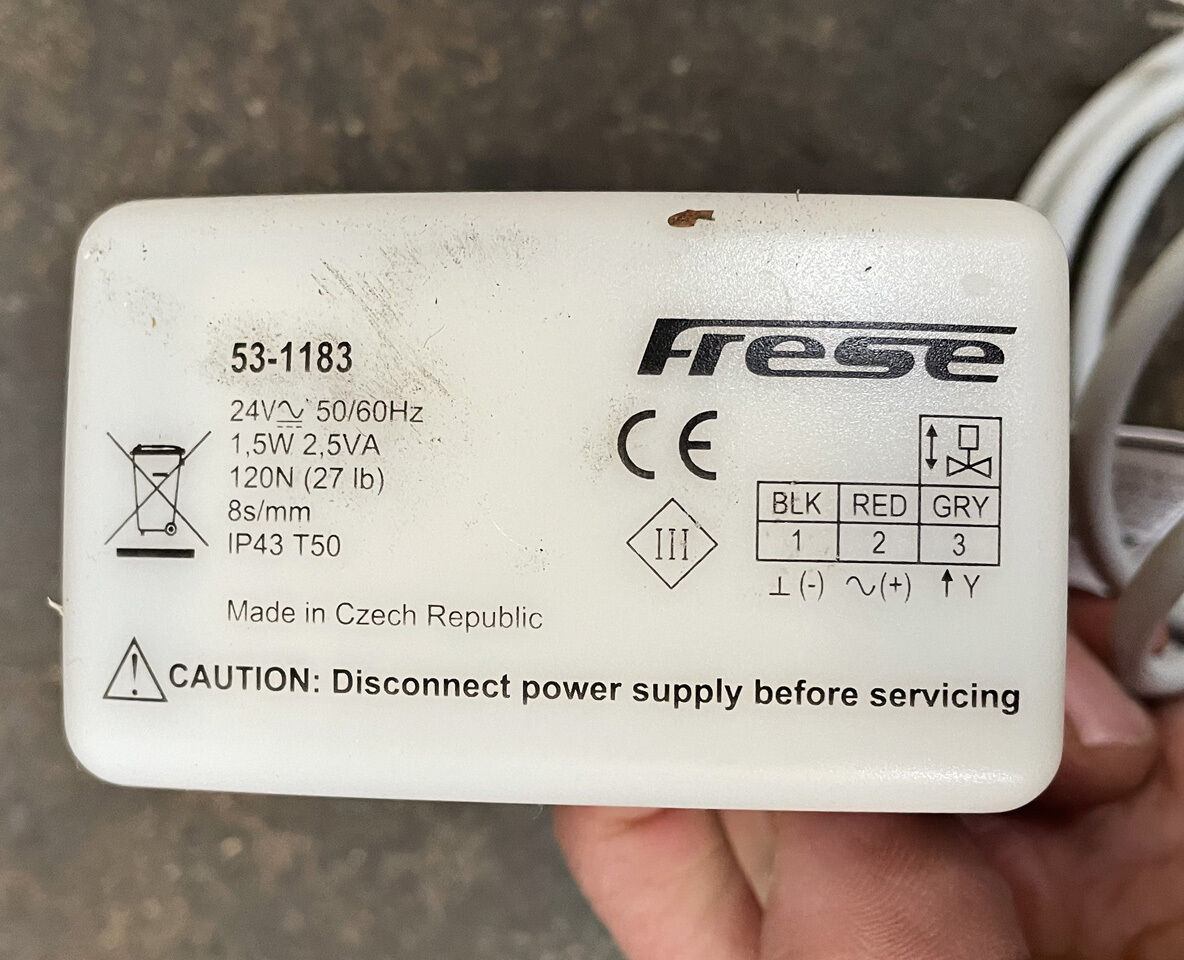 53-1183
24V 50/60Hz
1,5W 2,5VA
120N (27 lb)
8s/mm
IP43 T50
Made in Czech Republic
Frese
CE
III
BLK RED GRY
1 2 3
⊥ (-) ∿(+) ↑ Y
CAUTION: Disconnect power supply before servicing